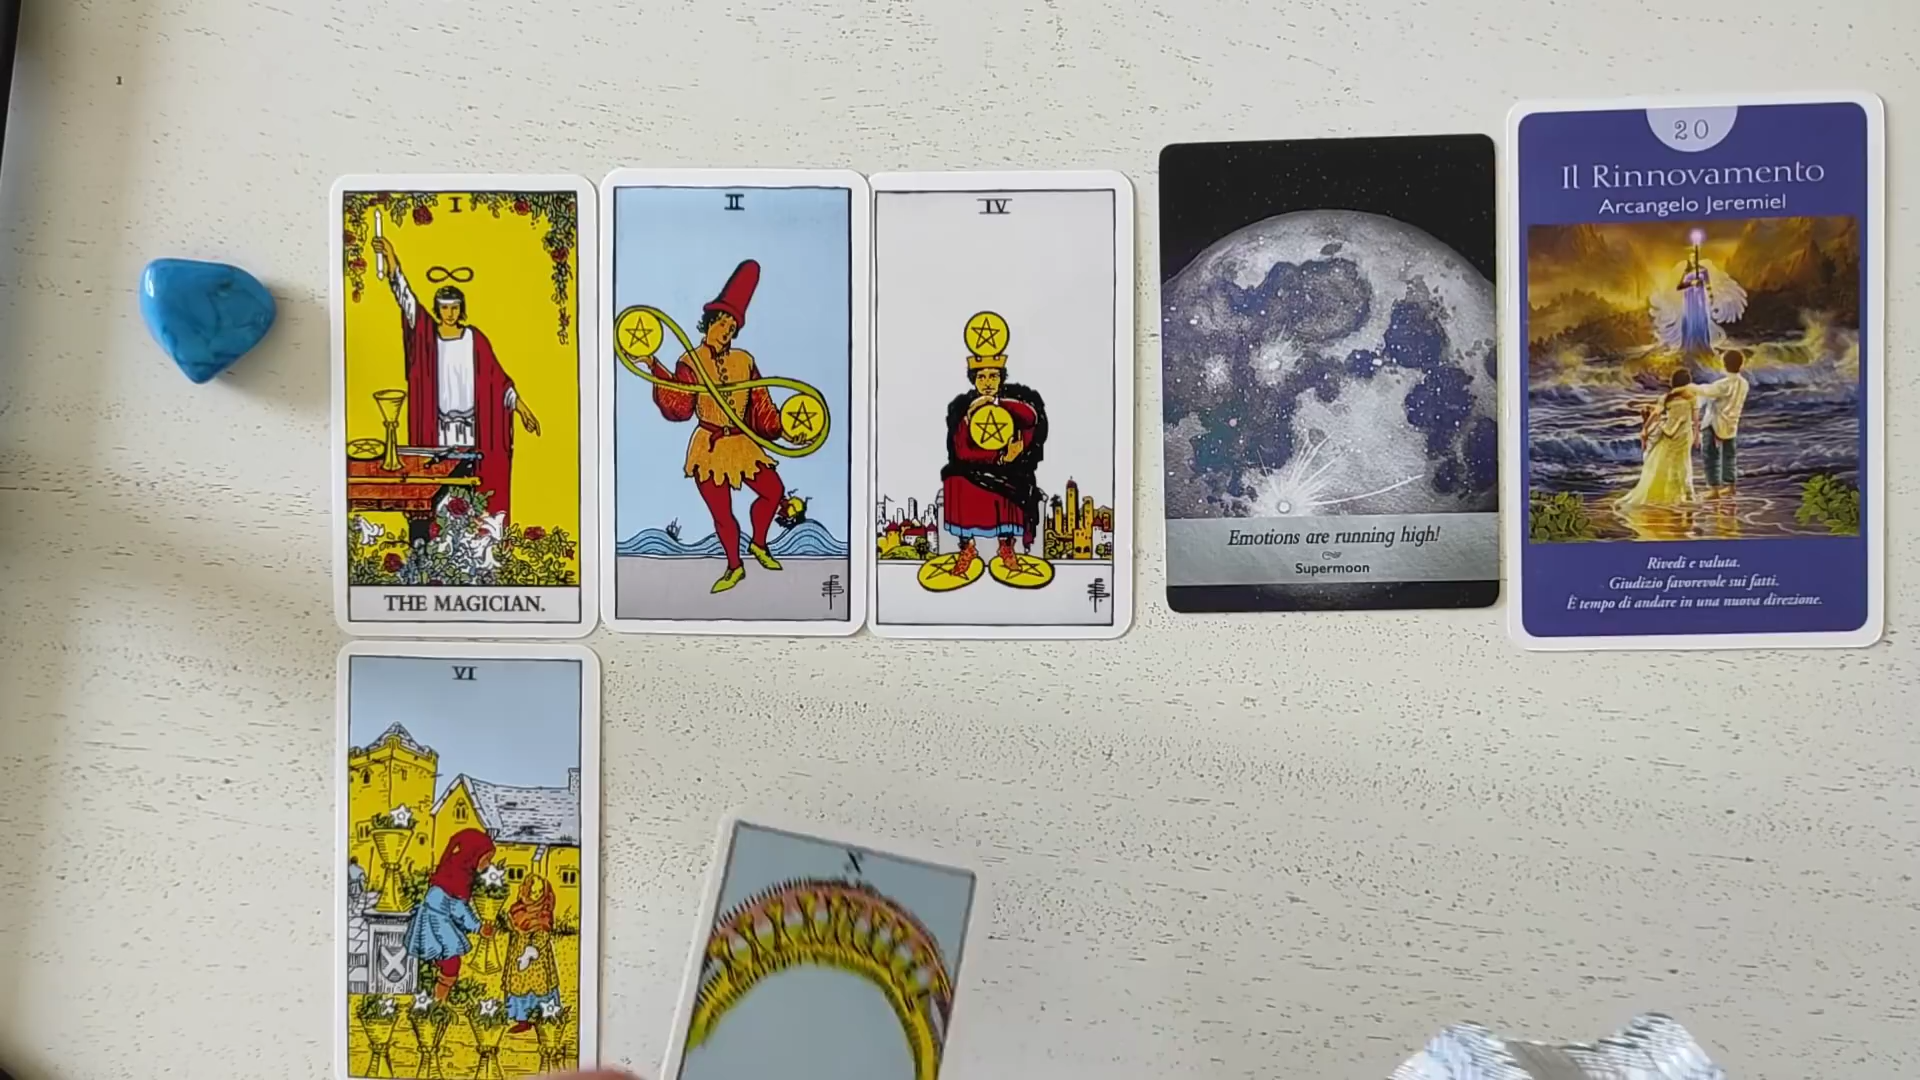 I
THE MAGICIAN.
II
IV
Emotions are running high!
Supermoon
20
Il Rinnovamento
Arcangelo Jeremiel
Rivedi e valuta.
Giudizio favorevole sui fatti.
È tempo di andare in una nuova direzione.
VI
X